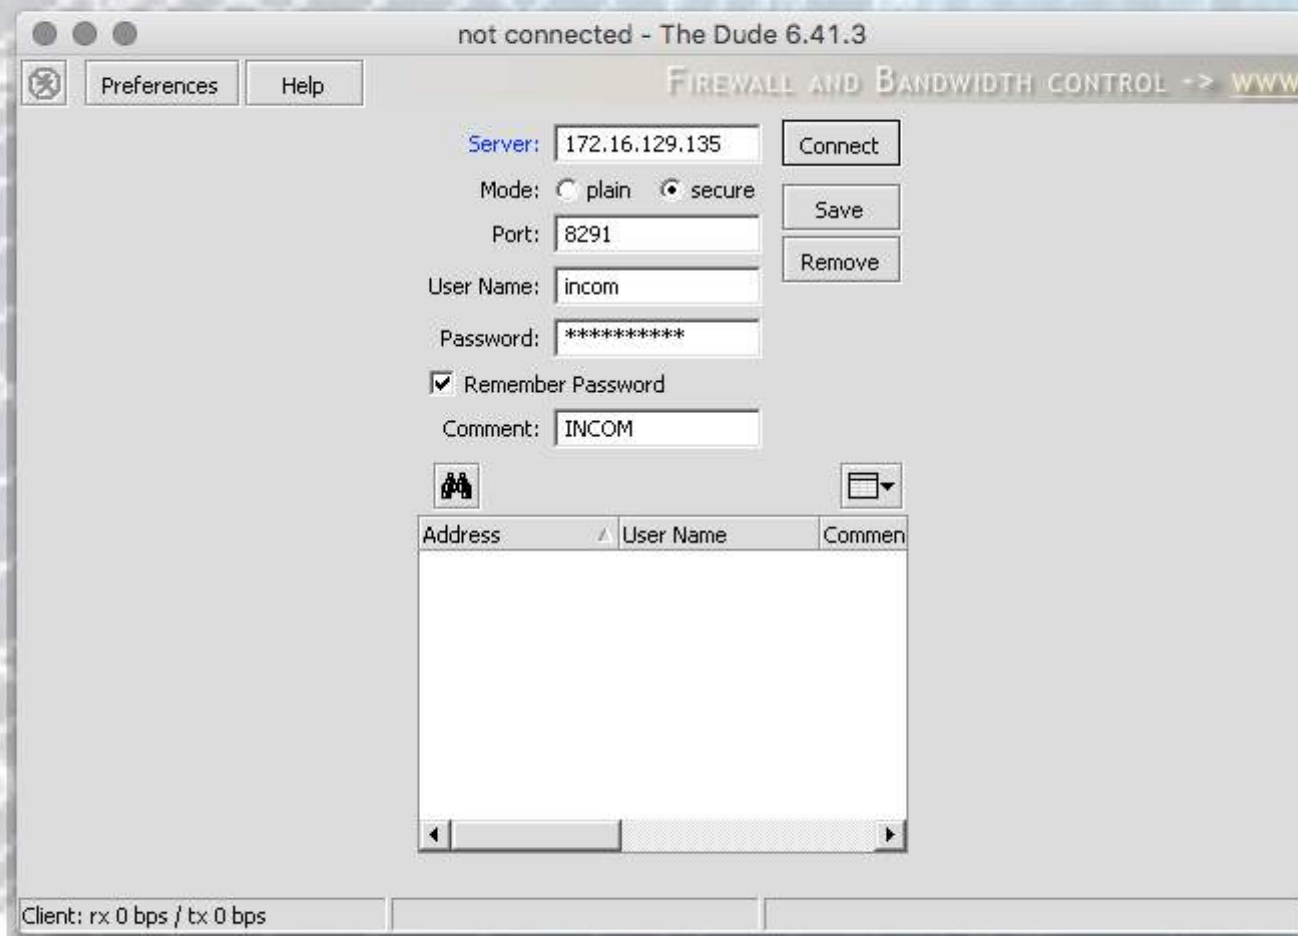 not connected - The Dude 6.41.3
Preferences Help FIREWALL AND BANDWIDTH CONTROL -> WWW
Server: 172.16.129.135 Connect
Mode: plain secure
Save
Port: 8291
Remove
User Name: incom
Password: **********
Remember Password
Comment: INCOM
Address User Name Commen
Client: rx 0 bps / tx 0 bps